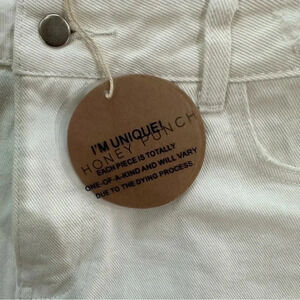 I'M UNIQUE!
HONEY PUNCH
EACH PIECE IS TOTALLY
ONE-OF-A-KIND AND WILL VARY
DUE TO THE DYING PROCESS.